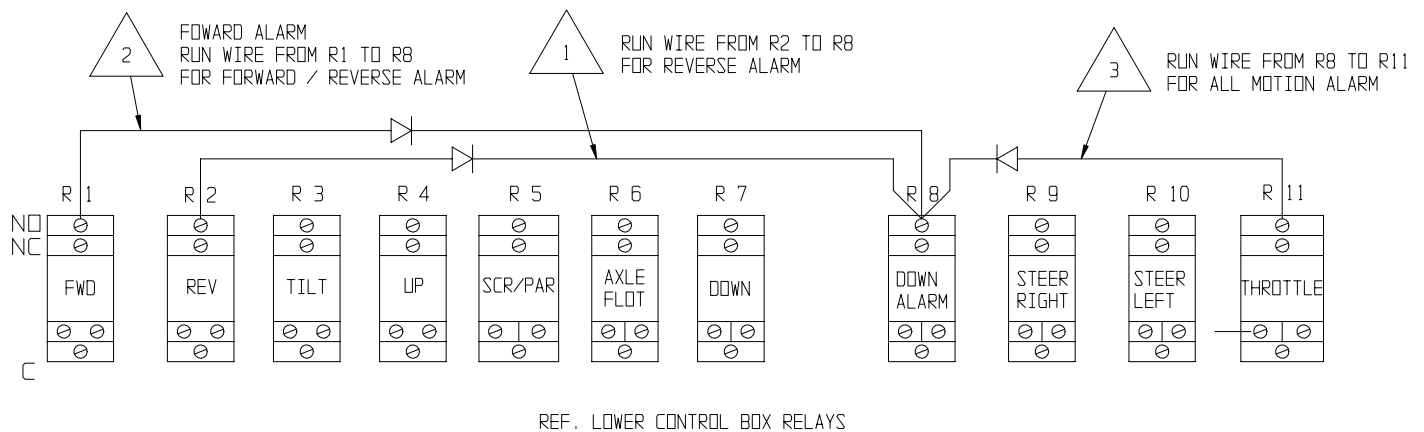 2
FOWARD ALARM
RUN WIRE FROM R1 TO R8
FOR FORWARD / REVERSE ALARM
1
RUN WIRE FROM R2 TO R8
FOR REVERSE ALARM
3
RUN WIRE FROM R8 TO R11
FOR ALL MOTION ALARM
R 1 R 2 R 3 R 4 R 5 R 6 R 7 R 8 R 9 R 10 R 11
NO
NC
FWD
REV
TILT
UP
SCR/PAR
AXLE
FLOT
DOWN
DOWN
ALARM
STEER
RIGHT
STEER
LEFT
THROTTLE
C
REF. LOWER CONTROL BOX RELAYS